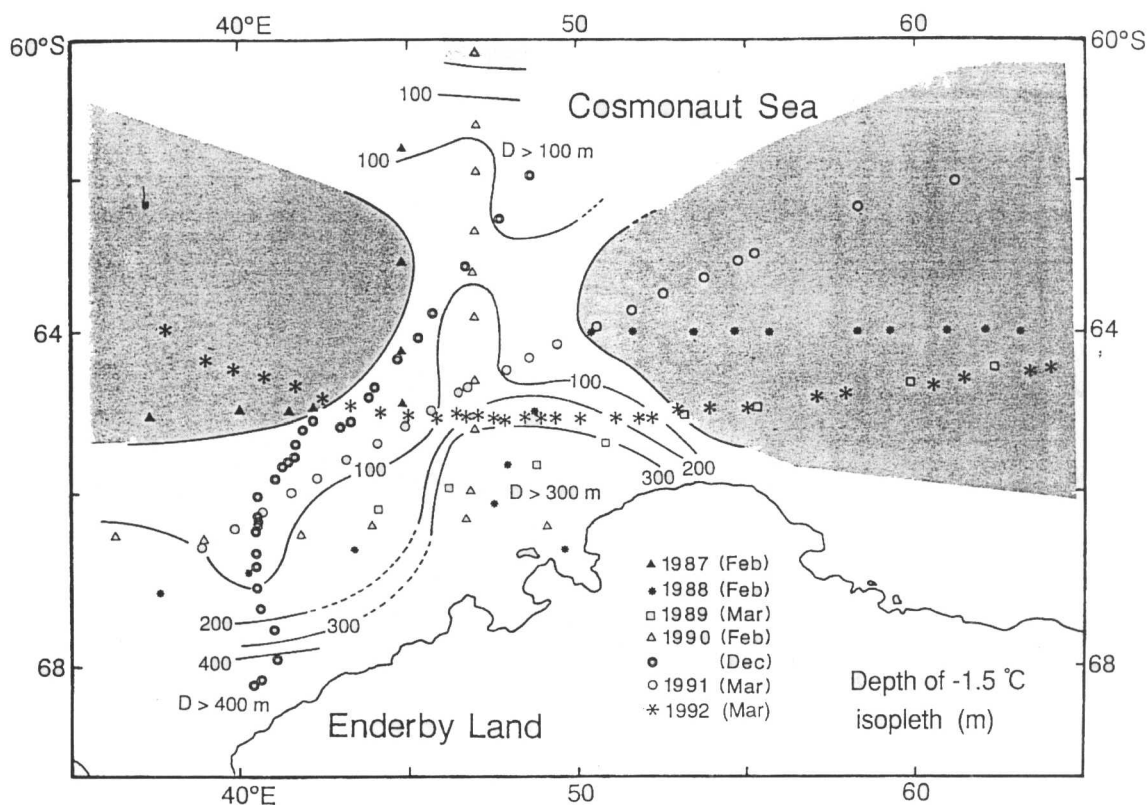 40°E 50 60
60°S 60°S
100
Cosmonaut Sea
100
D > 100 m
100
64 64
100
200
100
300
D > 300 m
▲ 1987 (Feb)
● 1988 (Feb)
□ 1989 (Mar)
△ 1990 (Feb)
(Dec)
○ 1991 (Mar)
* 1992 (Mar)
200
300
400
68 68
D > 400 m
Depth of -1.5 °C
isopleth (m)
Enderby Land
40°E 50 60